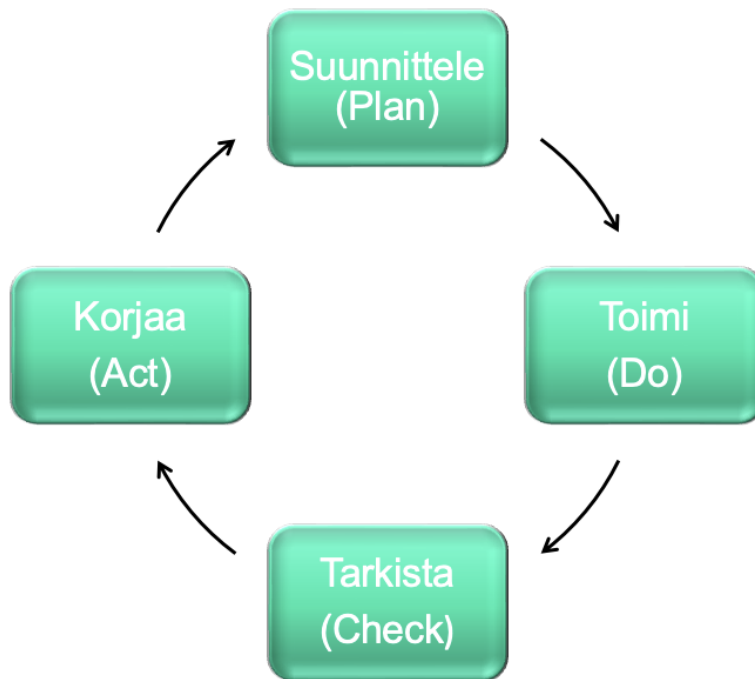 Suunnittele
(Plan)
Toimi
(Do)
Tarkista
(Check)
Korjaa
(Act)